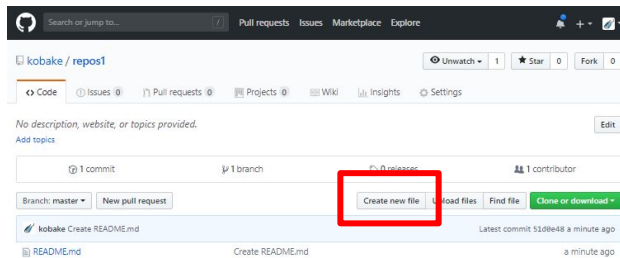 Search or jump to... / Pull requests Issues Marketplace Explore
kobake / repos1 Unwatch 1 Star 0 Fork 0
Code Issues 0 Pull requests 0 Projects 0 Wiki Insights Settings
No description, website, or topics provided. Edit
Add topics
1 commit 1 branch 0 releases 1 contributor
Branch: master New pull request Create new file Upload files Find file Clone or download
kobake Create README.md Latest commit 51d0e48 a minute ago
README.md Create README.md a minute ago